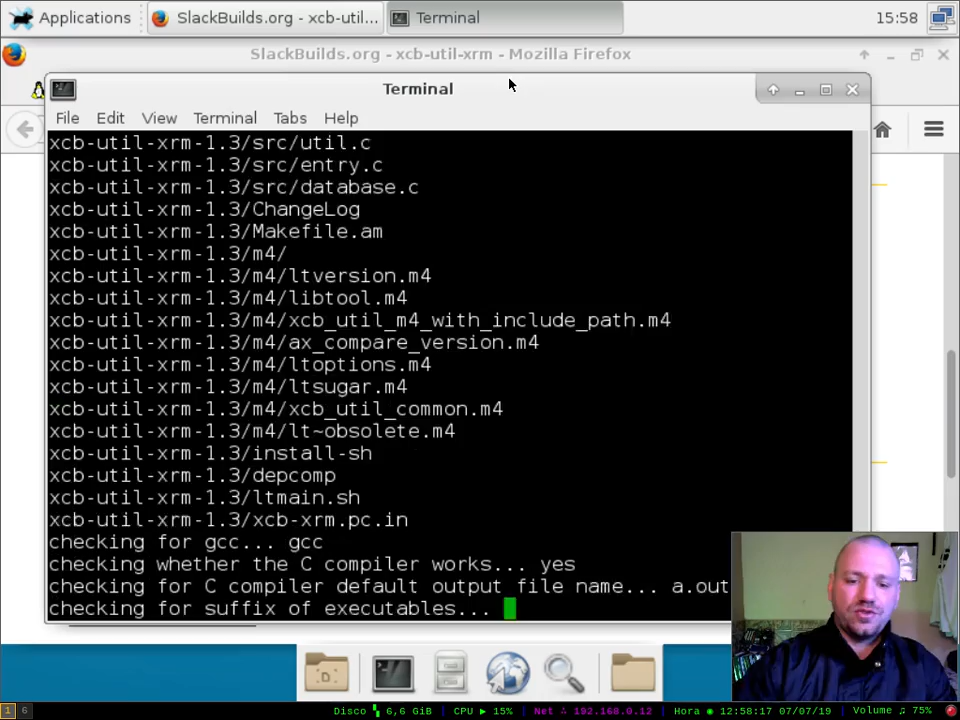 Applications
SlackBuilds.org - xcb-util...
Terminal
15:58
SlackBuilds.org - xcb-util-xrm - Mozilla Firefox
Terminal
File Edit View Terminal Tabs Help
xcb-util-xrm-1.3/src/util.c
xcb-util-xrm-1.3/src/entry.c
xcb-util-xrm-1.3/src/database.c
xcb-util-xrm-1.3/ChangeLog
xcb-util-xrm-1.3/Makefile.am
xcb-util-xrm-1.3/m4/
xcb-util-xrm-1.3/m4/ltversion.m4
xcb-util-xrm-1.3/m4/libtool.m4
xcb-util-xrm-1.3/m4/xcb_util_m4_with_include_path.m4
xcb-util-xrm-1.3/m4/ax_compare_version.m4
xcb-util-xrm-1.3/m4/ltoptions.m4
xcb-util-xrm-1.3/m4/ltsugar.m4
xcb-util-xrm-1.3/m4/xcb_util_common.m4
xcb-util-xrm-1.3/m4/lt~obsolete.m4
xcb-util-xrm-1.3/install-sh
xcb-util-xrm-1.3/depcomp
xcb-util-xrm-1.3/ltmain.sh
xcb-util-xrm-1.3/xcb-xrm.pc.in
checking for gcc... gcc
checking whether the C compiler works... yes
checking for C compiler default output file name... a.out
checking for suffix of executables...
1 6 Disco 6,6 GiB CPU ▶ 15% Net 192.168.0.12 Hora 12:58:17 07/07/19 Volume ♫ 75%